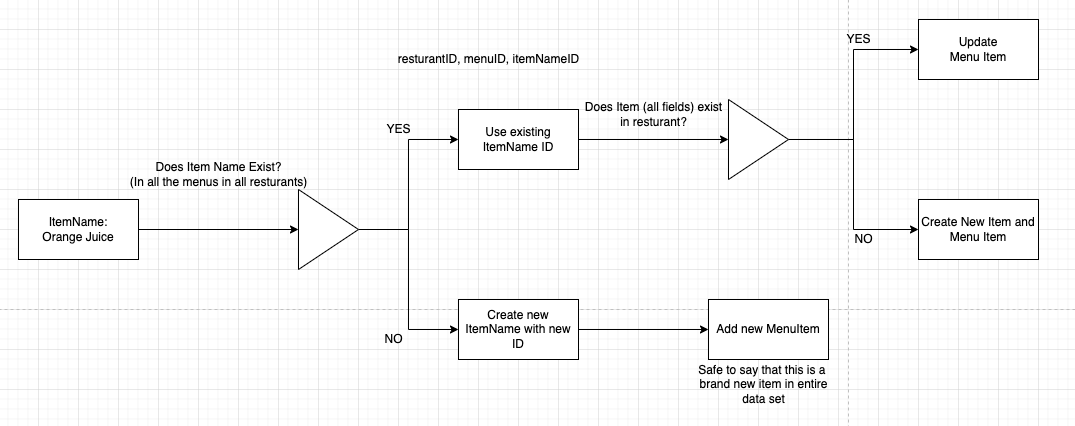 YES
Update
Menu Item
resturantID, menuID, itemNameID
Does Item (all fields) exist
in resturant?
YES
Use existing
ItemName ID
Does Item Name Exist?
(In all the menus in all resturants)
ItemName:
Orange Juice
Create New Item and
Menu Item
NO
Create new
ItemName with new
ID
NO
Add new MenuItem
Safe to say that this is a
brand new item in entire
data set